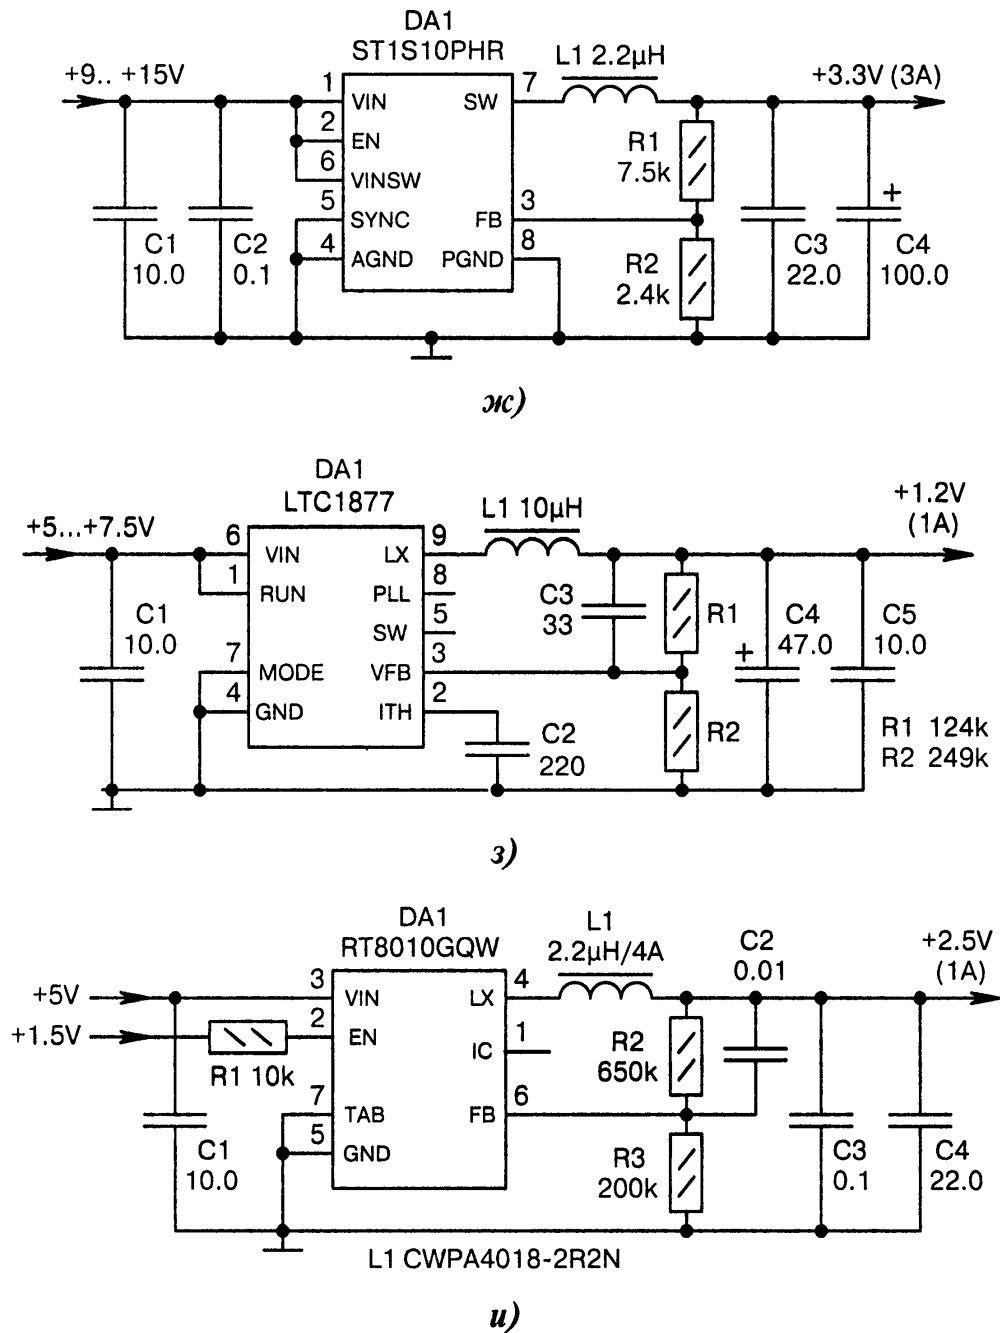 DA1
ST1S10PHR
+9.. +15V
L1 2.2µH
+3.3V (3A)
1 VIN SW 7
2 EN
6 VINSW
5 SYNC FB 3
4 AGND PGND 8
C1
10.0
C2
0.1
R1
7.5k
R2
2.4k
C3
22.0
+
C4
100.0
ж)
DA1
LTC1877
+5...+7.5V
L1 10µH
+1.2V
(1A)
6 VIN LX 9
1 RUN PLL 8
SW 5
7 MODE VFB 3
4 GND ITH 2
C1
10.0
C3
33
R1
+
C4
47.0
C5
10.0
C2
220
R2
R1 124k
R2 249k
з)
DA1
RT8010GQW
L1
2.2µH/4A
C2
0.01
+2.5V
(1A)
+5V
+1.5V
3 VIN LX 4
2 EN
IC 1
7 TAB FB 6
5 GND
R1 10k
C1
10.0
R2
650k
R3
200k
C3
0.1
C4
22.0
L1 CWPA4018-2R2N
и)